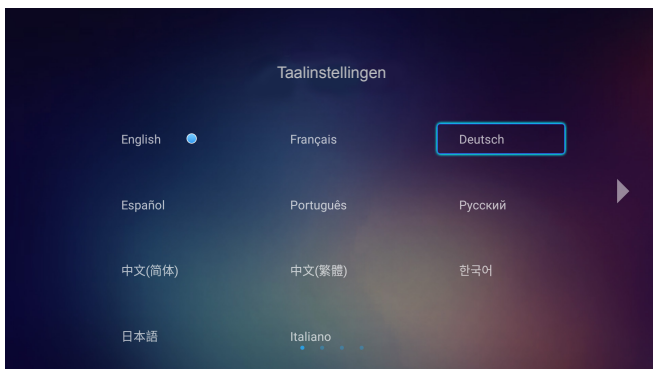 Taalinstellingen
English Français Deutsch
Español Português Русский
中文(简体) 中文(繁體) 한국어
日本語 Italiano